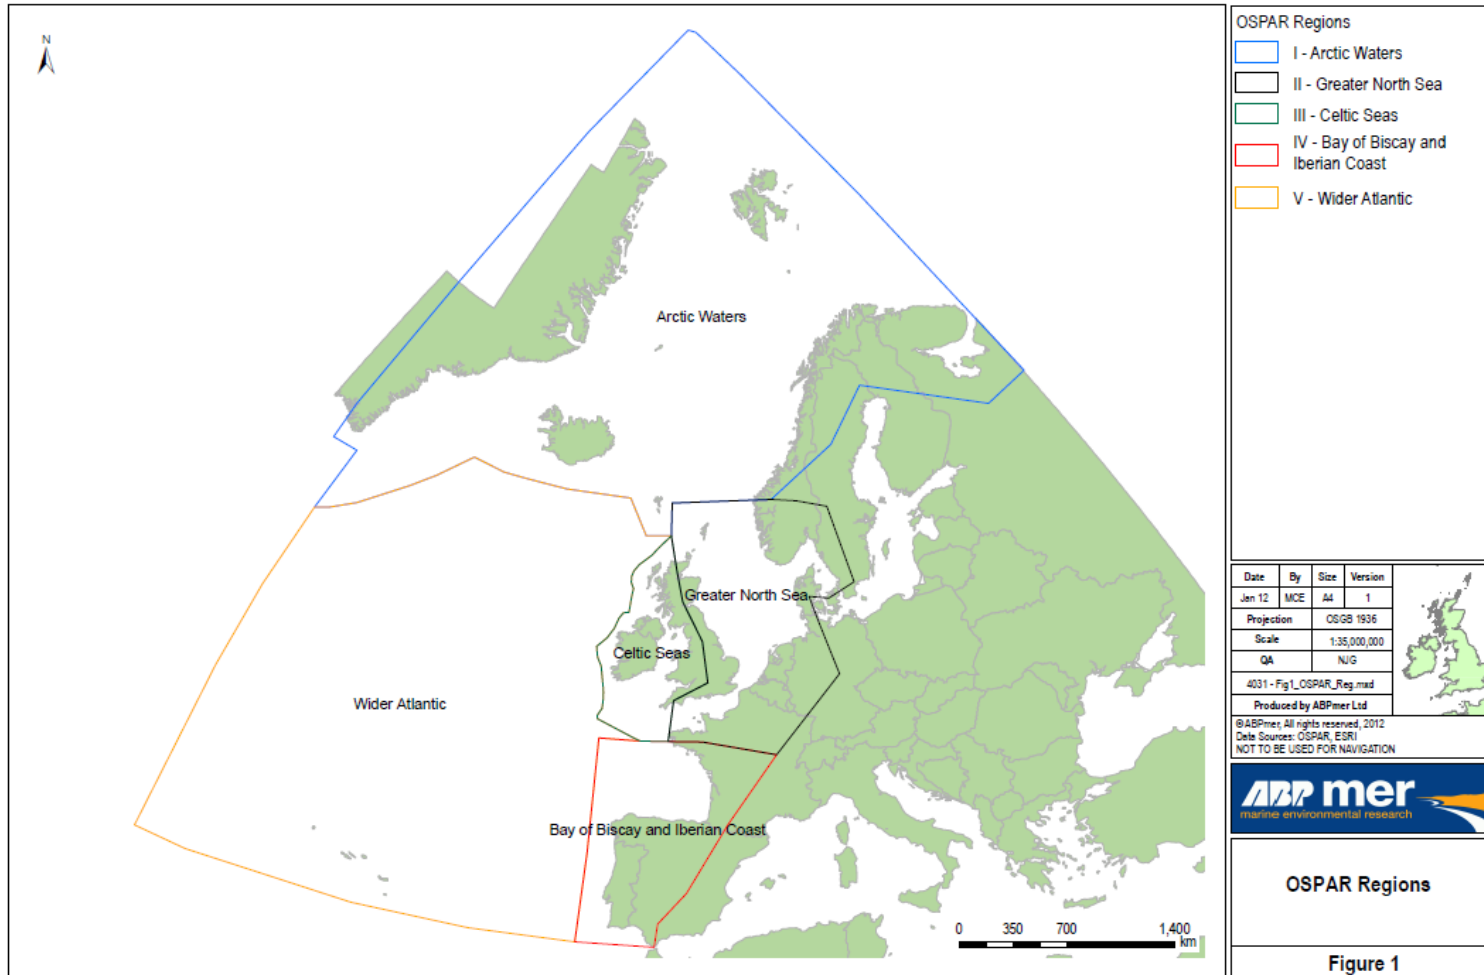 N
Arctic Waters
Greater North Sea
Celtic Seas
Wider Atlantic
Bay of Biscay and Iberian Coast
0 350 700 1,400
km
OSPAR Regions
I - Arctic Waters
II - Greater North Sea
III - Celtic Seas
IV - Bay of Biscay and
Iberian Coast
V - Wider Atlantic
Date By Size Version
Jan 12 MCE A4 1
Projection OSGB 1936
Scale 1:35,000,000
QA NJG
4031 - Fig1_OSPAR_Reg.mxd
Produced by ABPmer Ltd
©ABPmer, All rights reserved, 2012
Data Sources: OSPAR, ESRI
NOT TO BE USED FOR NAVIGATION
ABP mer
marine environmental research
OSPAR Regions
Figure 1